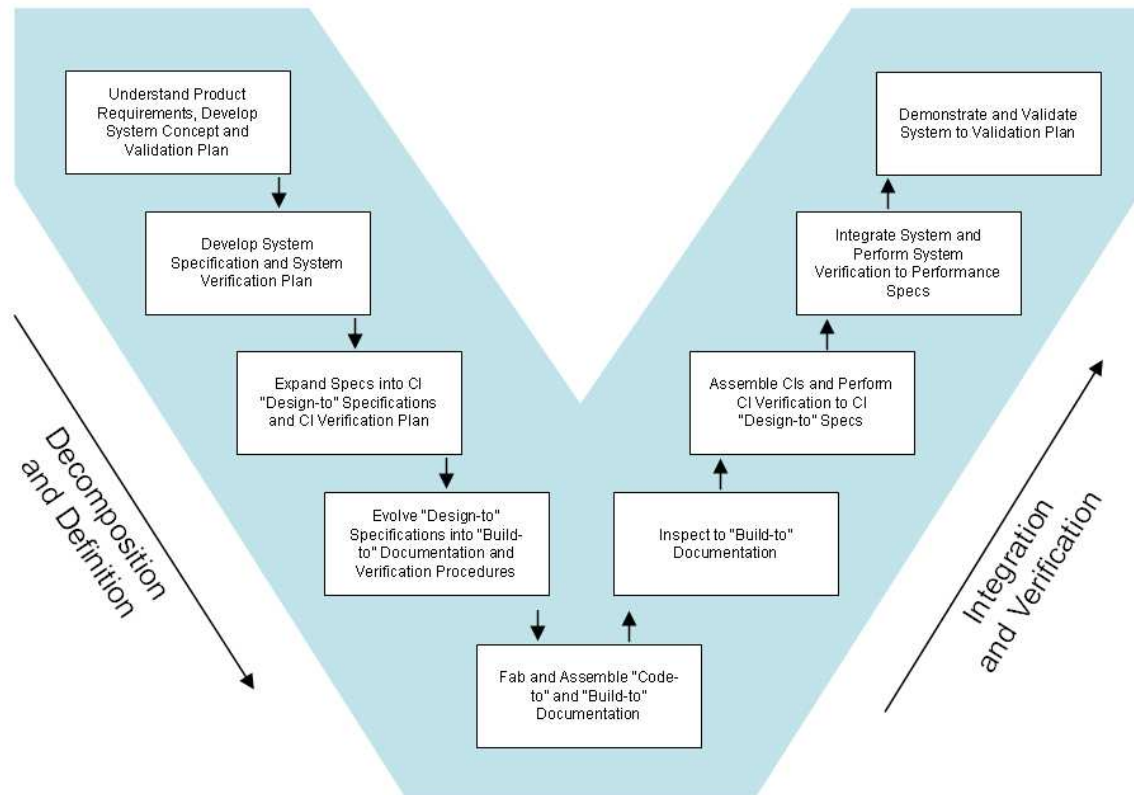 Understand Product
Requirements, Develop
System Concept and
Validation Plan
Develop System
Specification and System
Verification Plan
Expand Specs into CI
"Design-to" Specifications
and CI Verification Plan
Evolve "Design-to"
Specifications into "Build-
to" Documentation and
Verification Procedures
Fab and Assemble "Code-
to" and "Build-to"
Documentation
Inspect to "Build-to"
Documentation
Assemble CIs and Perform
CI Verification to CI
"Design-to" Specs
Integrate System and
Perform System
Verification to Performance
Specs
Demonstrate and Validate
System to Validation Plan
Decomposition
and Definition
Integration
and Verification